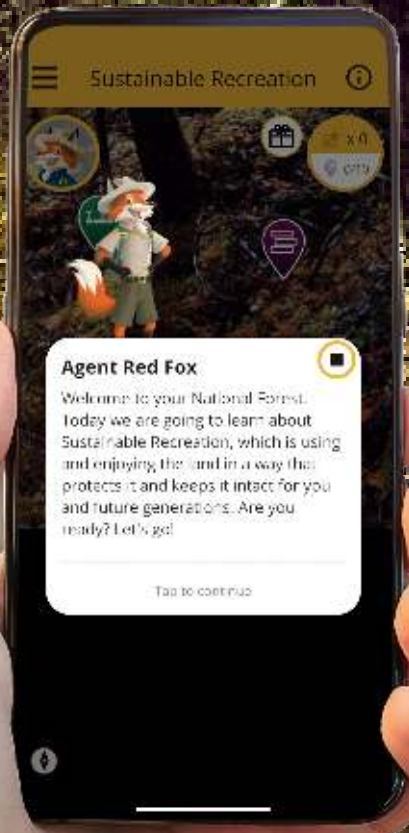 Sustainable Recreation
x 0
Agent Red Fox
Welcome to your National Forest.
Today we are going to learn about
Sustainable Recreation, which is using
and enjoying the land in a way that
protects it and keeps it intact for you
and future generations. Are you
ready? Let's go!
Tap to continue